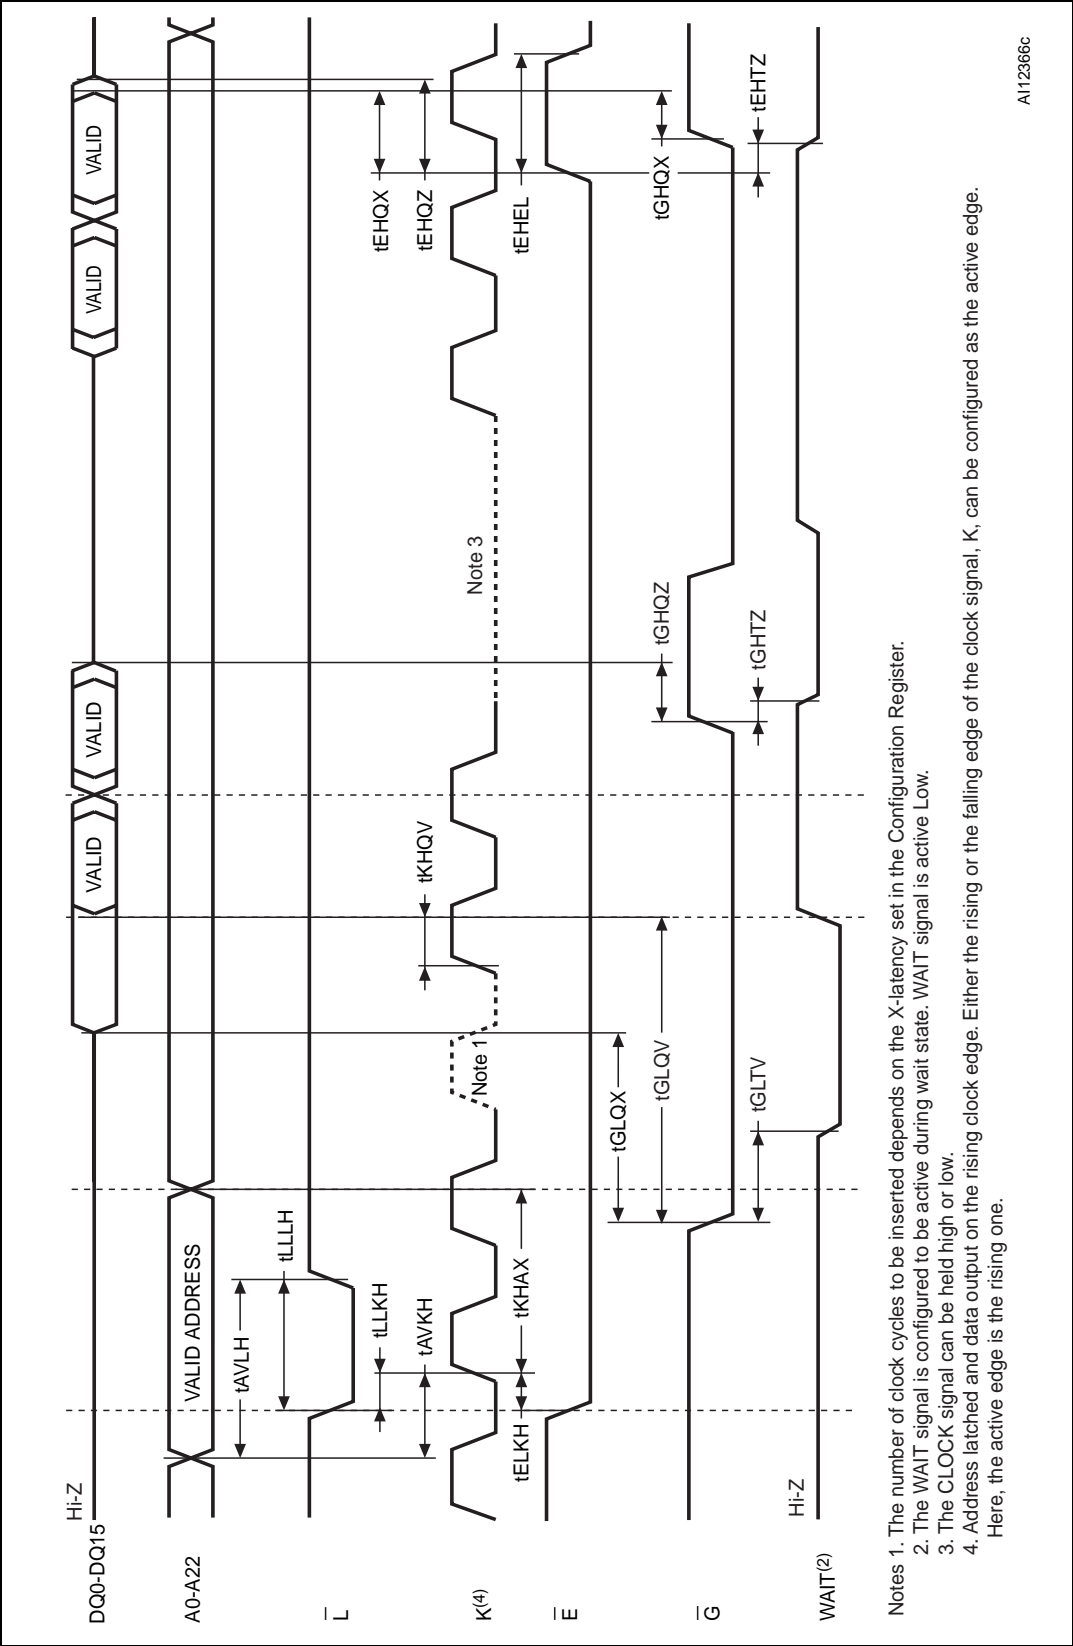 Hi-Z
DQ0-DQ15
VALID
VALID
VALID
VALID
A0-A22
VALID ADDRESS
tAVLH
tLLLH
L
tLLKH
tAVKH
tKHQV
tEHQX
tEHQZ
K(4)
Note 1
Note 3
tELKH
tKHAX
tEHEL
E
tGLQX
tGLQV
tGHQZ
tGHQX
G
tGLTV
tGHTZ
tEHTZ
Hi-Z
WAIT(2)
Notes 1. The number of clock cycles to be inserted depends on the X-latency set in the Configuration Register.
2. The WAIT signal is configured to be active during wait state. WAIT signal is active Low.
3. The CLOCK signal can be held high or low.
4. Address latched and data output on the rising clock edge. Either the rising or the falling edge of the clock signal, K, can be configured as the active edge.
Here, the active edge is the rising one.
AI12366c